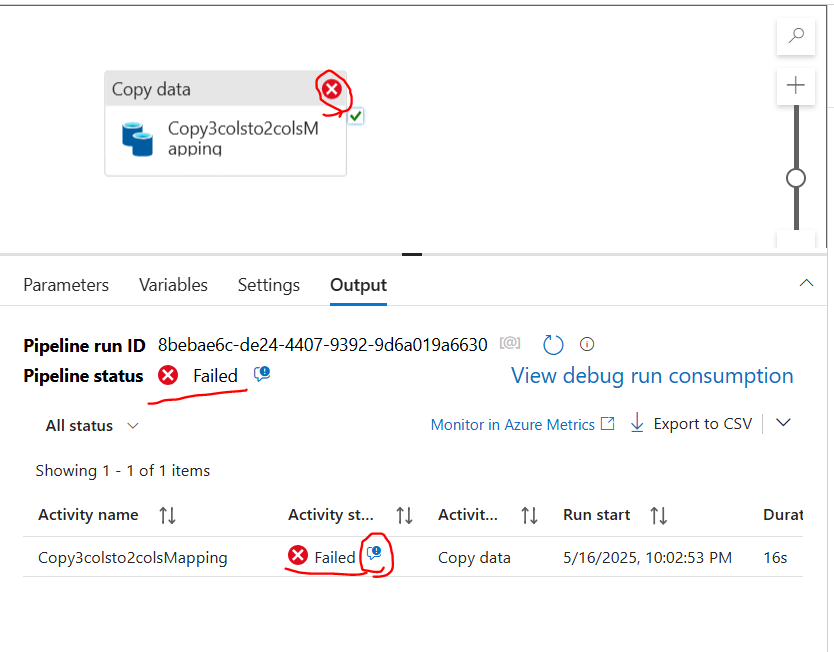 Copy data
Copy3colsto2colsM
apping
Parameters Variables Settings Output
Pipeline run ID 8bebae6c-de24-4407-9392-9d6a019a6630 [@]
Pipeline status Failed
View debug run consumption
All status
Monitor in Azure Metrics Export to CSV
Showing 1 - 1 of 1 items
Activity name Activity st... Activit... Run start Durat
Copy3colsto2colsMapping Failed Copy data 5/16/2025, 10:02:53 PM 16s